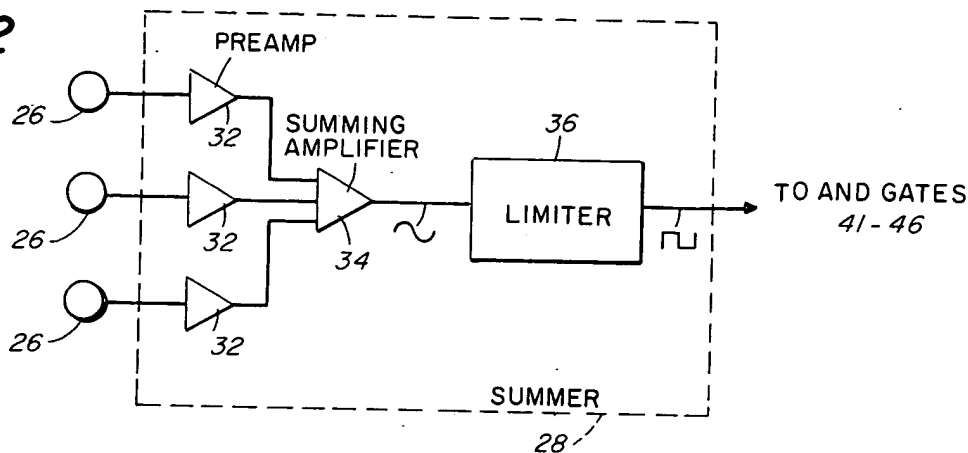 2
PREAMP
26
32
SUMMING
AMPLIFIER
36
26
32
34
LIMITER
TO AND GATES
41-46
26
32
SUMMER
28